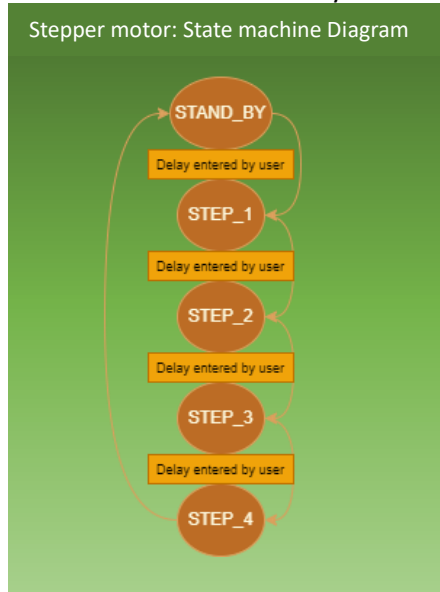 Stepper motor: State machine Diagram
STAND_BY
Delay entered by user
STEP_1
Delay entered by user
STEP_2
Delay entered by user
STEP_3
Delay entered by user
STEP_4